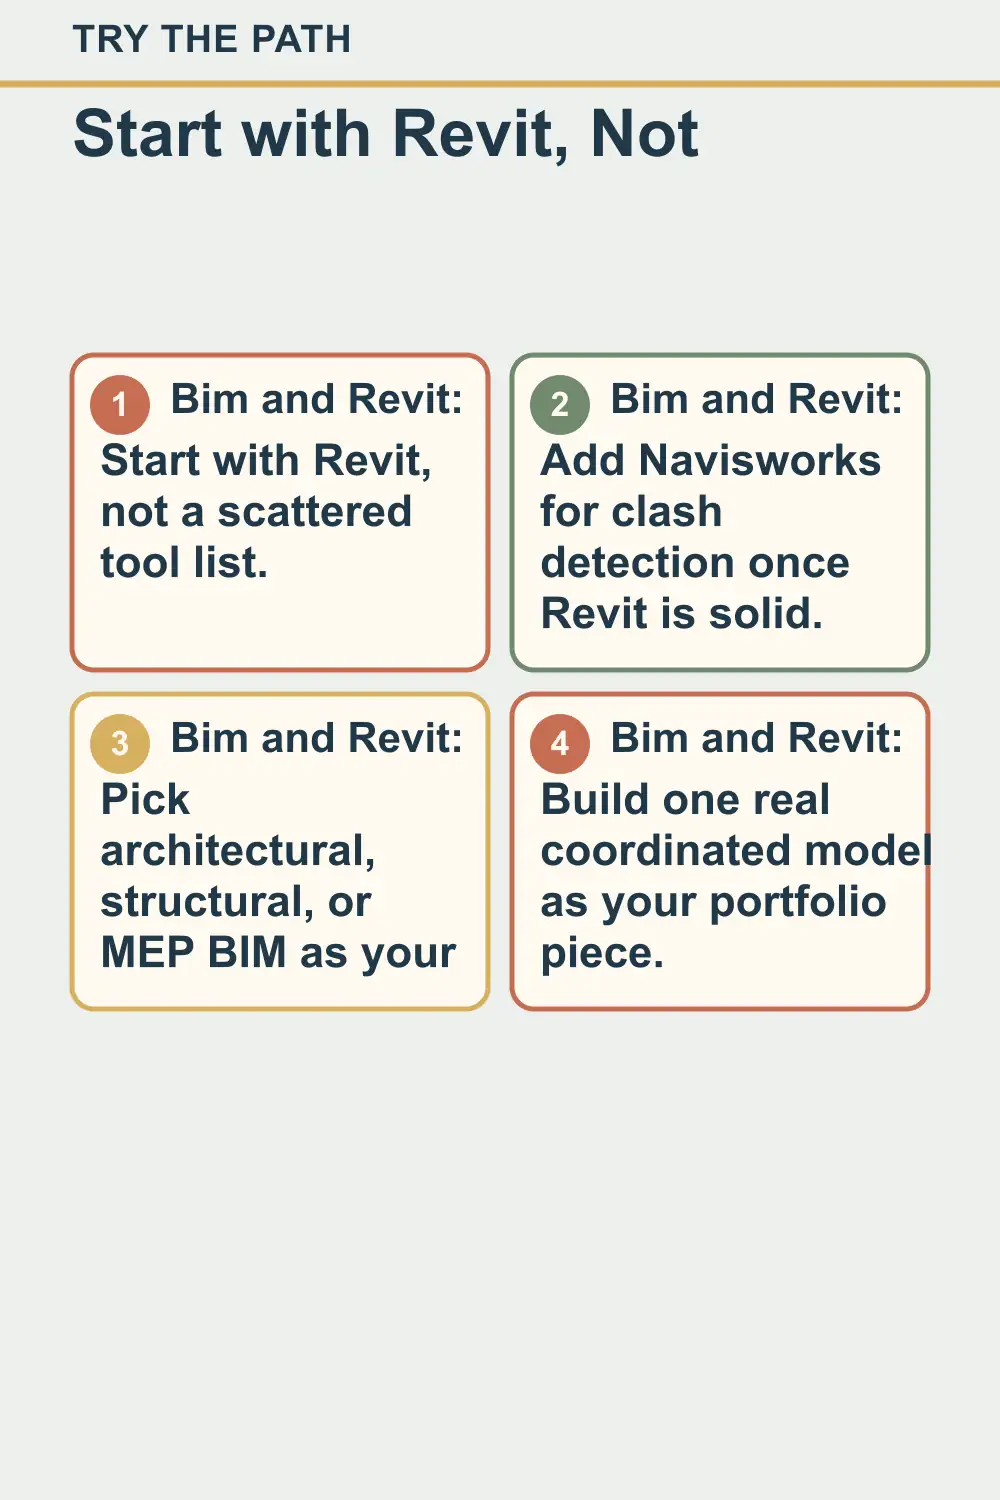 TRY THE PATH
Start with Revit, Not
1 Bim and Revit:
Start with Revit,
not a scattered
tool list.
2 Bim and Revit:
Add Navisworks
for clash
detection once
Revit is solid.
3 Bim and Revit:
Pick
architectural,
structural, or
MEP BIM as your
4 Bim and Revit:
Build one real
coordinated model
as your portfolio
piece.